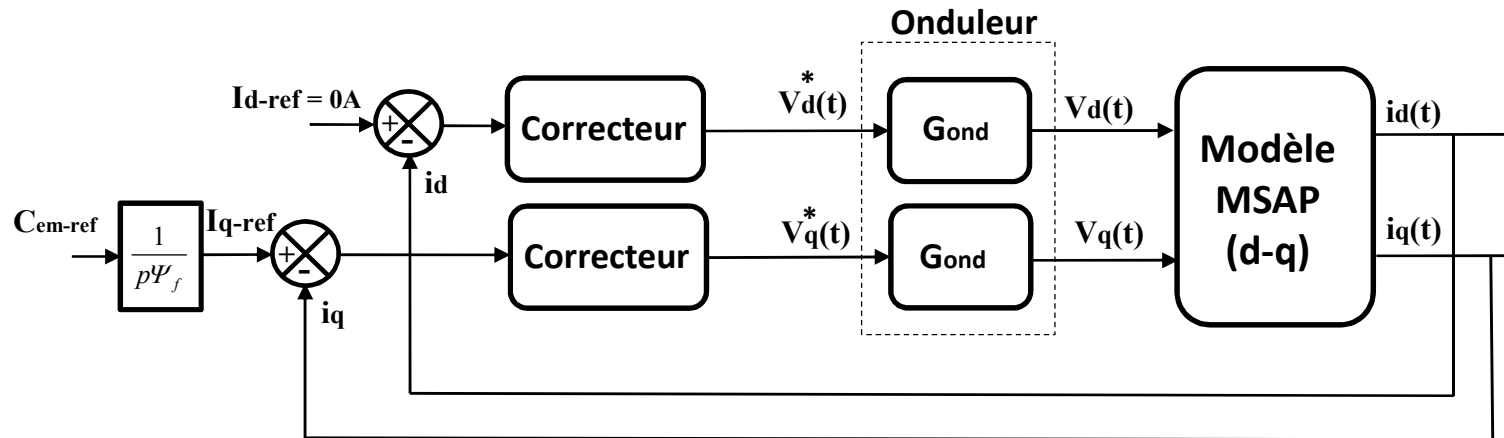 Onduleur
Id-ref = 0A
+
-
Correcteur
V*d(t)
Gond
Vd(t)
Modèle
MSAP
(d-q)
id(t)
id
Cem-ref
1
pΨf
Iq-ref
+
-
Correcteur
V*q(t)
Gond
Vq(t)
iq(t)
iq